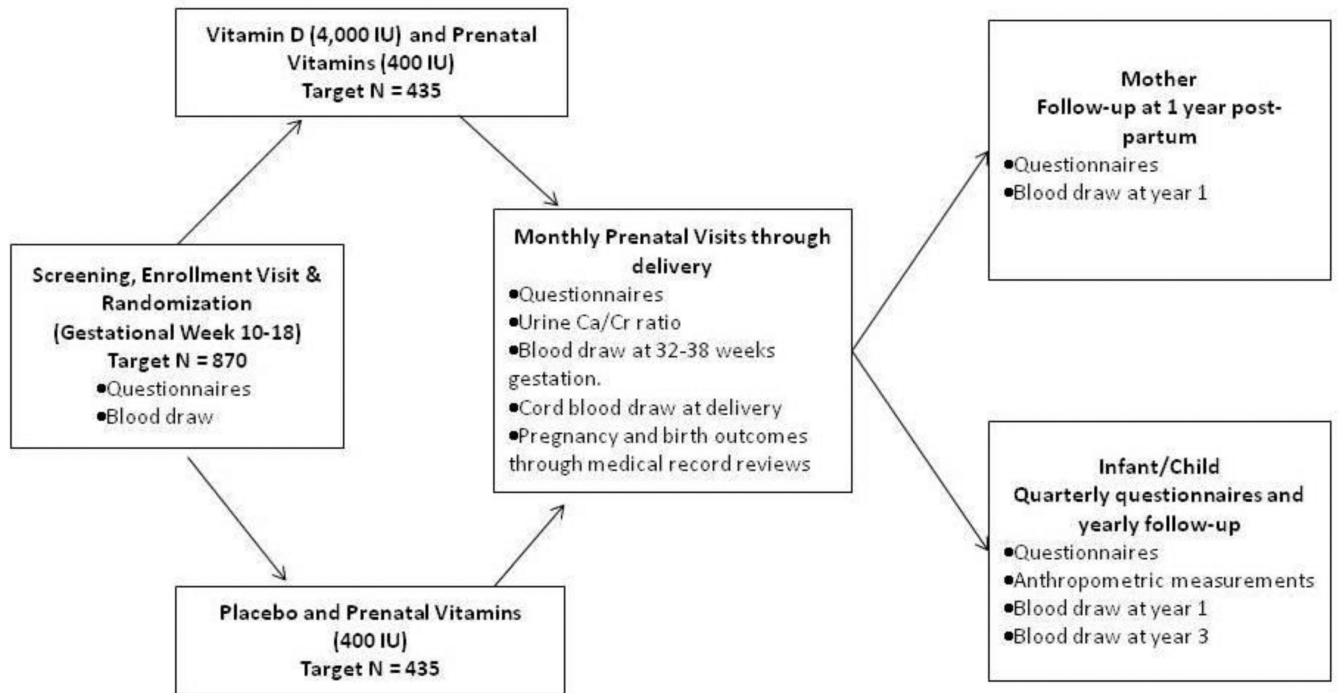 Vitamin D (4,000 IU) and Prenatal
Vitamins (400 IU)
Target N = 435
Screening, Enrollment Visit &
Randomization
(Gestational Week 10-18)
Target N = 870
●Questionnaires
●Blood draw
Placebo and Prenatal Vitamins
(400 IU)
Target N = 435
Monthly Prenatal Visits through
delivery
●Questionnaires
●Urine Ca/Cr ratio
●Blood draw at 32-38 weeks
gestation.
●Cord blood draw at delivery
●Pregnancy and birth outcomes
through medical record reviews
Mother
Follow-up at 1 year post-
partum
●Questionnaires
●Blood draw at year 1
Infant/Child
Quarterly questionnaires and
yearly follow-up
●Questionnaires
●Anthropometric measurements
●Blood draw at year 1
●Blood draw at year 3